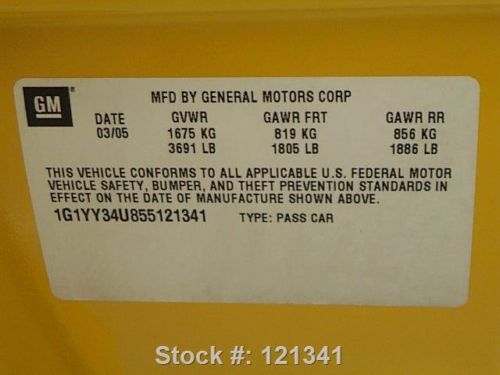 GM
MFD BY GENERAL MOTORS CORP
DATE GVWR GAWR FRT GAWR RR
03/05 1675 KG 819 KG 856 KG
3691 LB 1805 LB 1886 LB
THIS VEHICLE CONFORMS TO ALL APPLICABLE U.S. FEDERAL MOTOR
VEHICLE SAFETY, BUMPER, AND THEFT PREVENTION STANDARDS IN
EFFECT ON THE DATE OF MANUFACTURE SHOWN ABOVE.
1G1YY34U855121341 TYPE: PASS CAR
Stock #: 121341